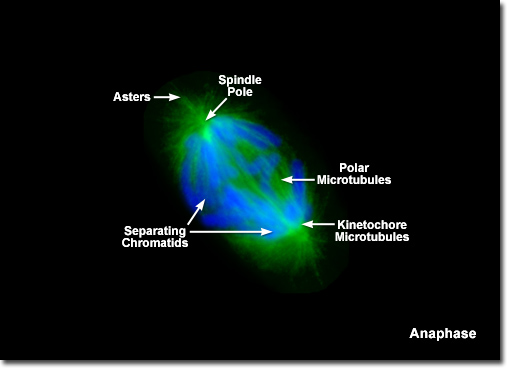 Spindle
Pole
Asters
Polar
Microtubules
Kinetochore
Microtubules
Separating
Chromatids
Anaphase